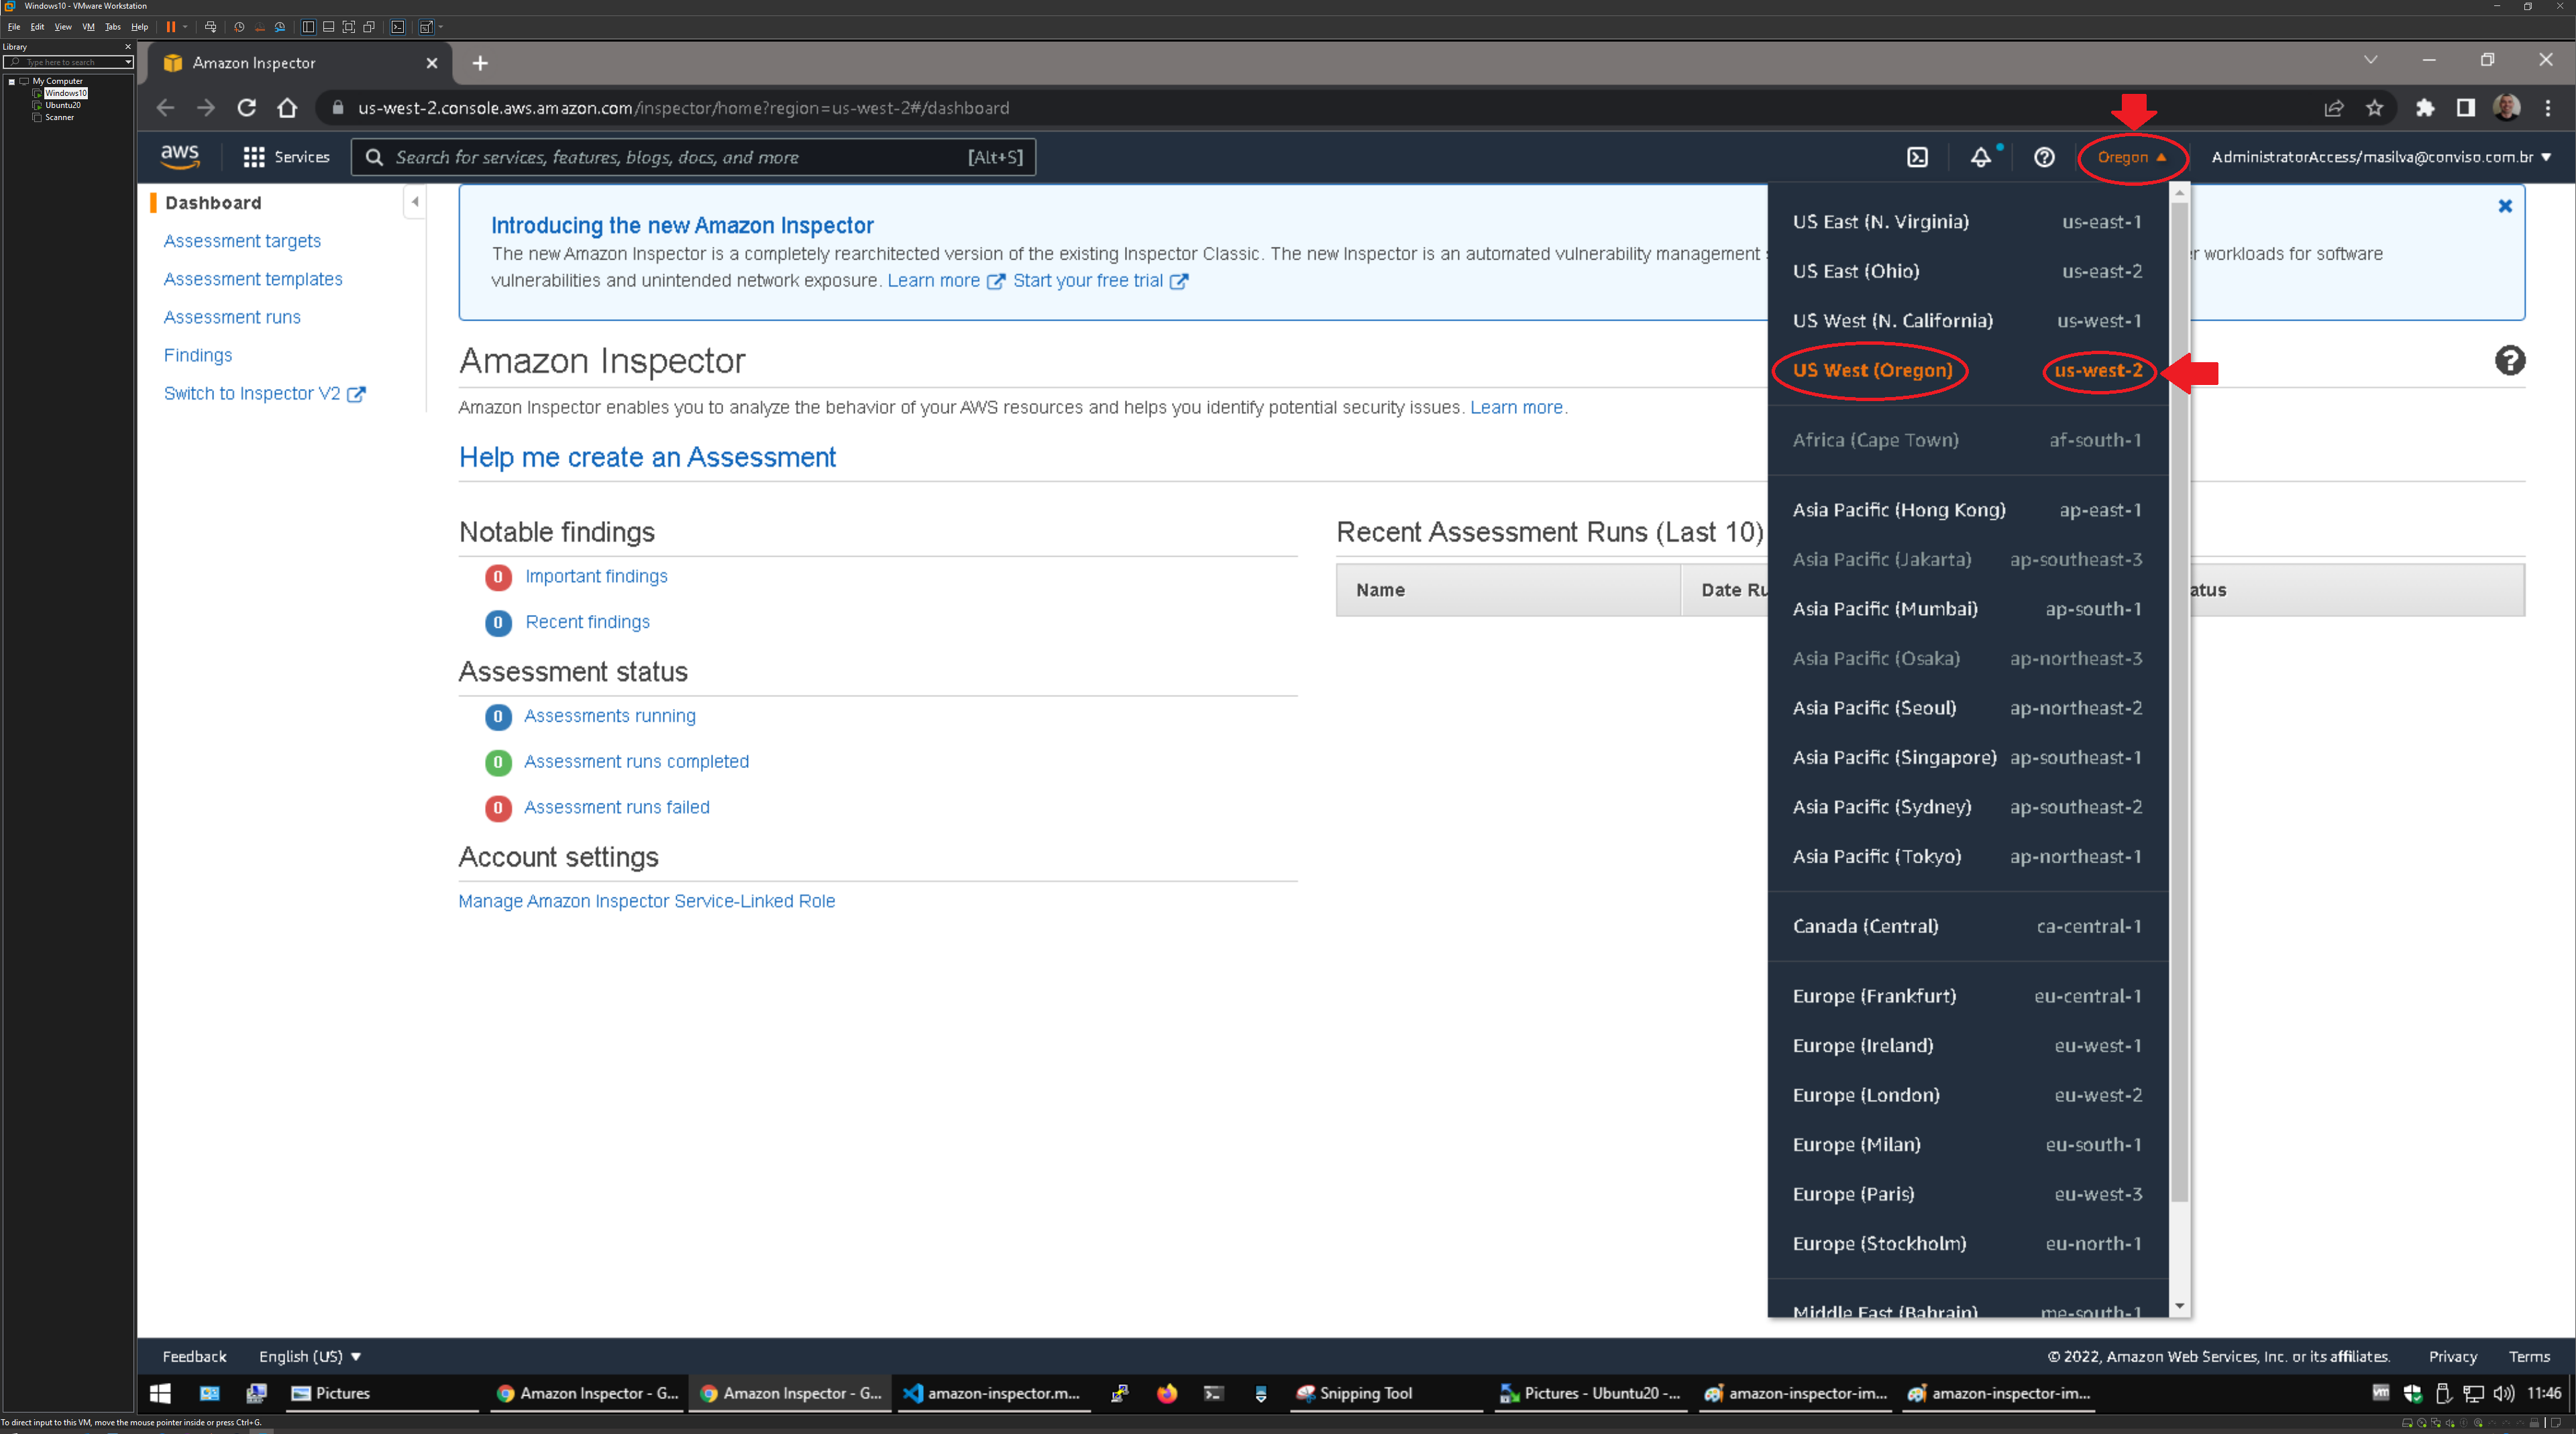 Windows10 - VMware Workstation
File Edit View VM Tabs Help
Library
Type here to search
My Computer
Windows10
Ubuntu20
Scanner
Amazon Inspector
us-west-2.console.aws.amazon.com/inspector/home?region=us-west-2#/dashboard
aws
Services
Search for services, features, blogs, docs, and more [Alt+S]
Oregon
AdministratorAccess/masilva@conviso.com.br
Dashboard
Assessment targets
Assessment templates
Assessment runs
Findings
Switch to Inspector V2
Introducing the new Amazon Inspector
The new Amazon Inspector is a completely rearchitected version of the existing Inspector Classic. The new Inspector is an automated vulnerability management
workloads for software
vulnerabilities and unintended network exposure. Learn more Start your free trial
Amazon Inspector
Amazon Inspector enables you to analyze the behavior of your AWS resources and helps you identify potential security issues. Learn more.
Help me create an Assessment
Notable findings
0 Important findings
0 Recent findings
Assessment status
0 Assessments running
0 Assessment runs completed
0 Assessment runs failed
Account settings
Manage Amazon Inspector Service-Linked Role
Recent Assessment Runs (Last 10)
Name Date Ru atus
US East (N. Virginia) us-east-1
US East (Ohio) us-east-2
US West (N. California) us-west-1
US West (Oregon) us-west-2
Africa (Cape Town) af-south-1
Asia Pacific (Hong Kong) ap-east-1
Asia Pacific (Jakarta) ap-southeast-3
Asia Pacific (Mumbai) ap-south-1
Asia Pacific (Osaka) ap-northeast-3
Asia Pacific (Seoul) ap-northeast-2
Asia Pacific (Singapore) ap-southeast-1
Asia Pacific (Sydney) ap-southeast-2
Asia Pacific (Tokyo) ap-northeast-1
Canada (Central) ca-central-1
Europe (Frankfurt) eu-central-1
Europe (Ireland) eu-west-1
Europe (London) eu-west-2
Europe (Milan) eu-south-1
Europe (Paris) eu-west-3
Europe (Stockholm) eu-north-1
Middle East (Bahrain) me-south-1
Feedback English (US)
© 2022, Amazon Web Services, Inc. or its affiliates. Privacy Terms
Pictures
Amazon Inspector - G...
Amazon Inspector - G...
amazon-inspector.m...
Snipping Tool
Pictures - Ubuntu20 -...
amazon-inspector-im...
amazon-inspector-im...
vm
11:46
To direct input to this VM, move the mouse pointer inside or press Ctrl+G.